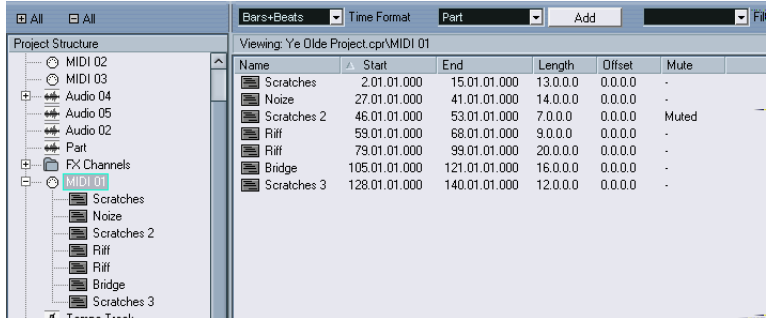 All All Bars+Beats Time Format Part Add
Project Structure Viewing: Ye Olde Project.cpr\MIDI 01
MIDI 02
MIDI 03
Audio 04
Audio 05
Audio 02
Part
FX Channels
MIDI 01
Scratches
Noize
Scratches 2
Riff
Riff
Bridge
Scratches 3
Name Start End Length Offset Mute
Scratches 2.01.01.000 15.01.01.000 13.0.0.0 0.0.0.0 -
Noize 27.01.01.000 41.01.01.000 14.0.0.0 0.0.0.0 -
Scratches 2 46.01.01.000 53.01.01.000 7.0.0.0 0.0.0.0 Muted
Riff 59.01.01.000 68.01.01.000 9.0.0.0 0.0.0.0 -
Riff 79.01.01.000 99.01.01.000 20.0.0.0 0.0.0.0 -
Bridge 105.01.01.000 121.01.01.000 16.0.0.0 0.0.0.0 -
Scratches 3 128.01.01.000 140.01.01.000 12.0.0.0 0.0.0.0 -